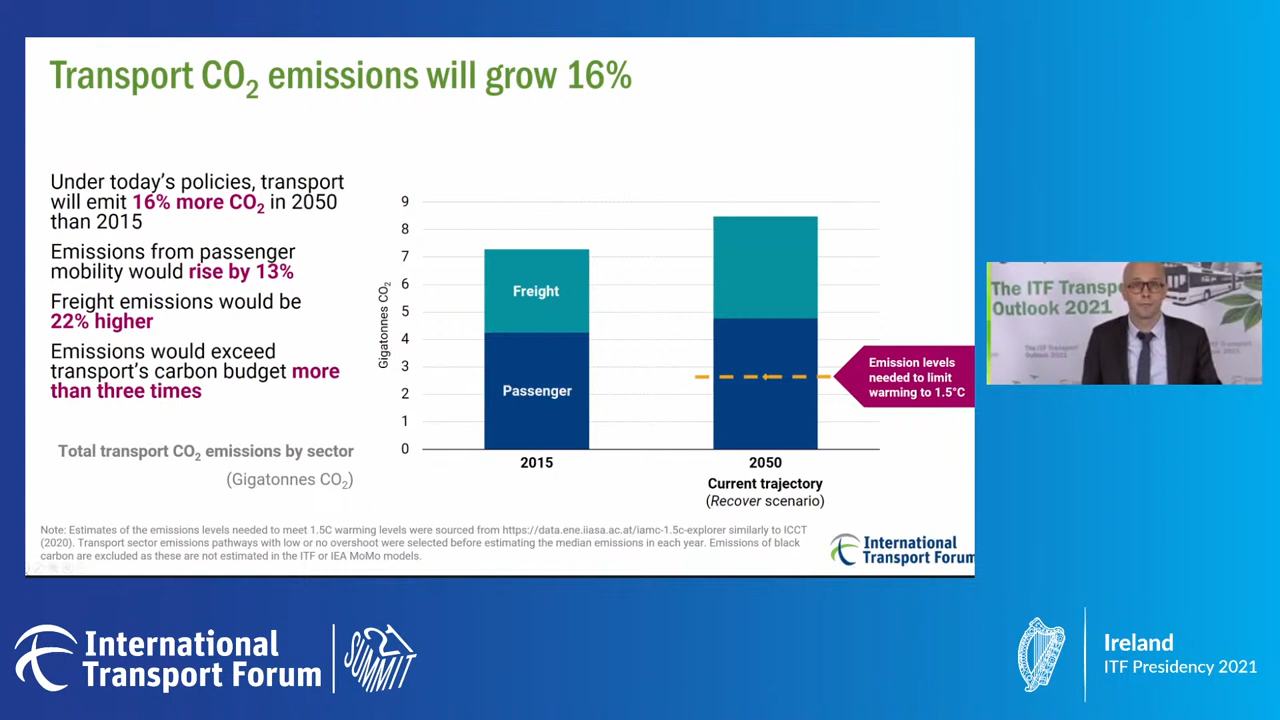 Transport CO2 emissions will grow 16%
Under today's policies, transport
will emit 16% more CO2 in 2050
than 2015
Emissions from passenger
mobility would rise by 13%
Freight emissions would be
22% higher
Emissions would exceed
transport's carbon budget more
than three times
Total transport CO2 emissions by sector
(Gigatonnes CO2)
Gigatonnes CO2
9
8
7
6
5
4
3
2
1
0
Freight
Passenger
2015
2050
Current trajectory
(Recover scenario)
Emission levels
needed to limit
warming to 1.5°C
Note: Estimates of the emissions levels needed to meet 1.5C warming levels were sourced from https://data.ene.iiasa.ac.at/iamc-1.5c-explorer similarly to ICCT
(2020). Transport sector emissions pathways with low or no overshoot were selected before estimating the median emissions in each year. Emissions of black
carbon are excluded as these are not estimated in the ITF or IEA MoMo models.
International
Transport Forum
The ITF Transpo
Outlook 2021
The ITF Transport
Outlook 2021
International
Transport Forum
2021
SUMMIT
Ireland
ITF Presidency 2021